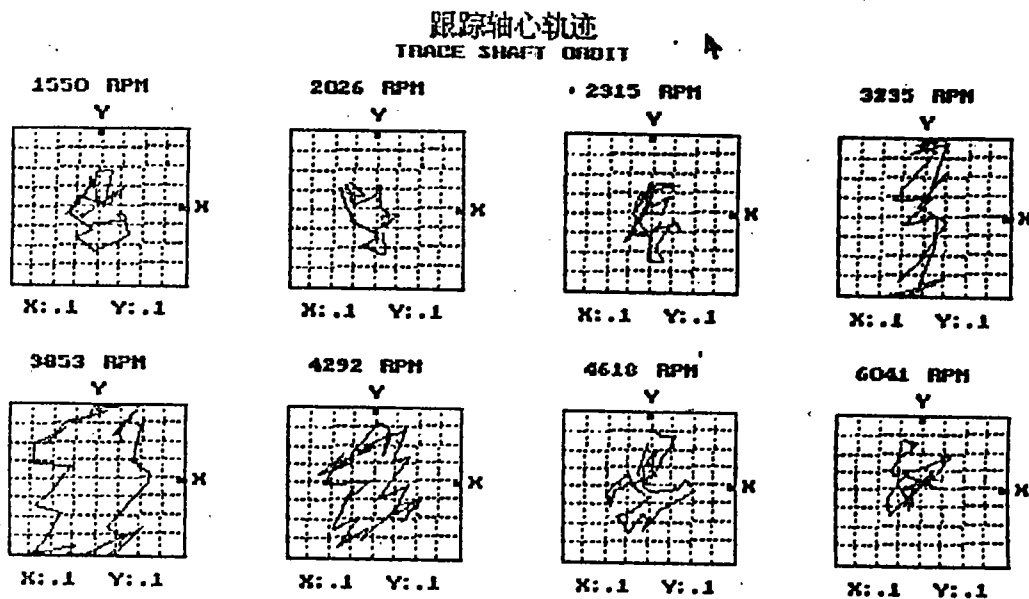 跟踪轴心轨迹
TRACE SHAFT ORBIT
1550 RPM
2026 RPM
2315 RPM
3235 RPM
Y
Y
Y
Y
X
X
X
X
X:.1 Y:.1
X:.1 Y:.1
X:.1 Y:.1
X:.1 Y:.1
3853 RPM
4292 RPM
4618 RPM
6041 RPM
Y
Y
Y
Y
X
X
X
X
X:.1 Y:.1
X:.1 Y:.1
X:.1 Y:.1
X:.1 Y:.1